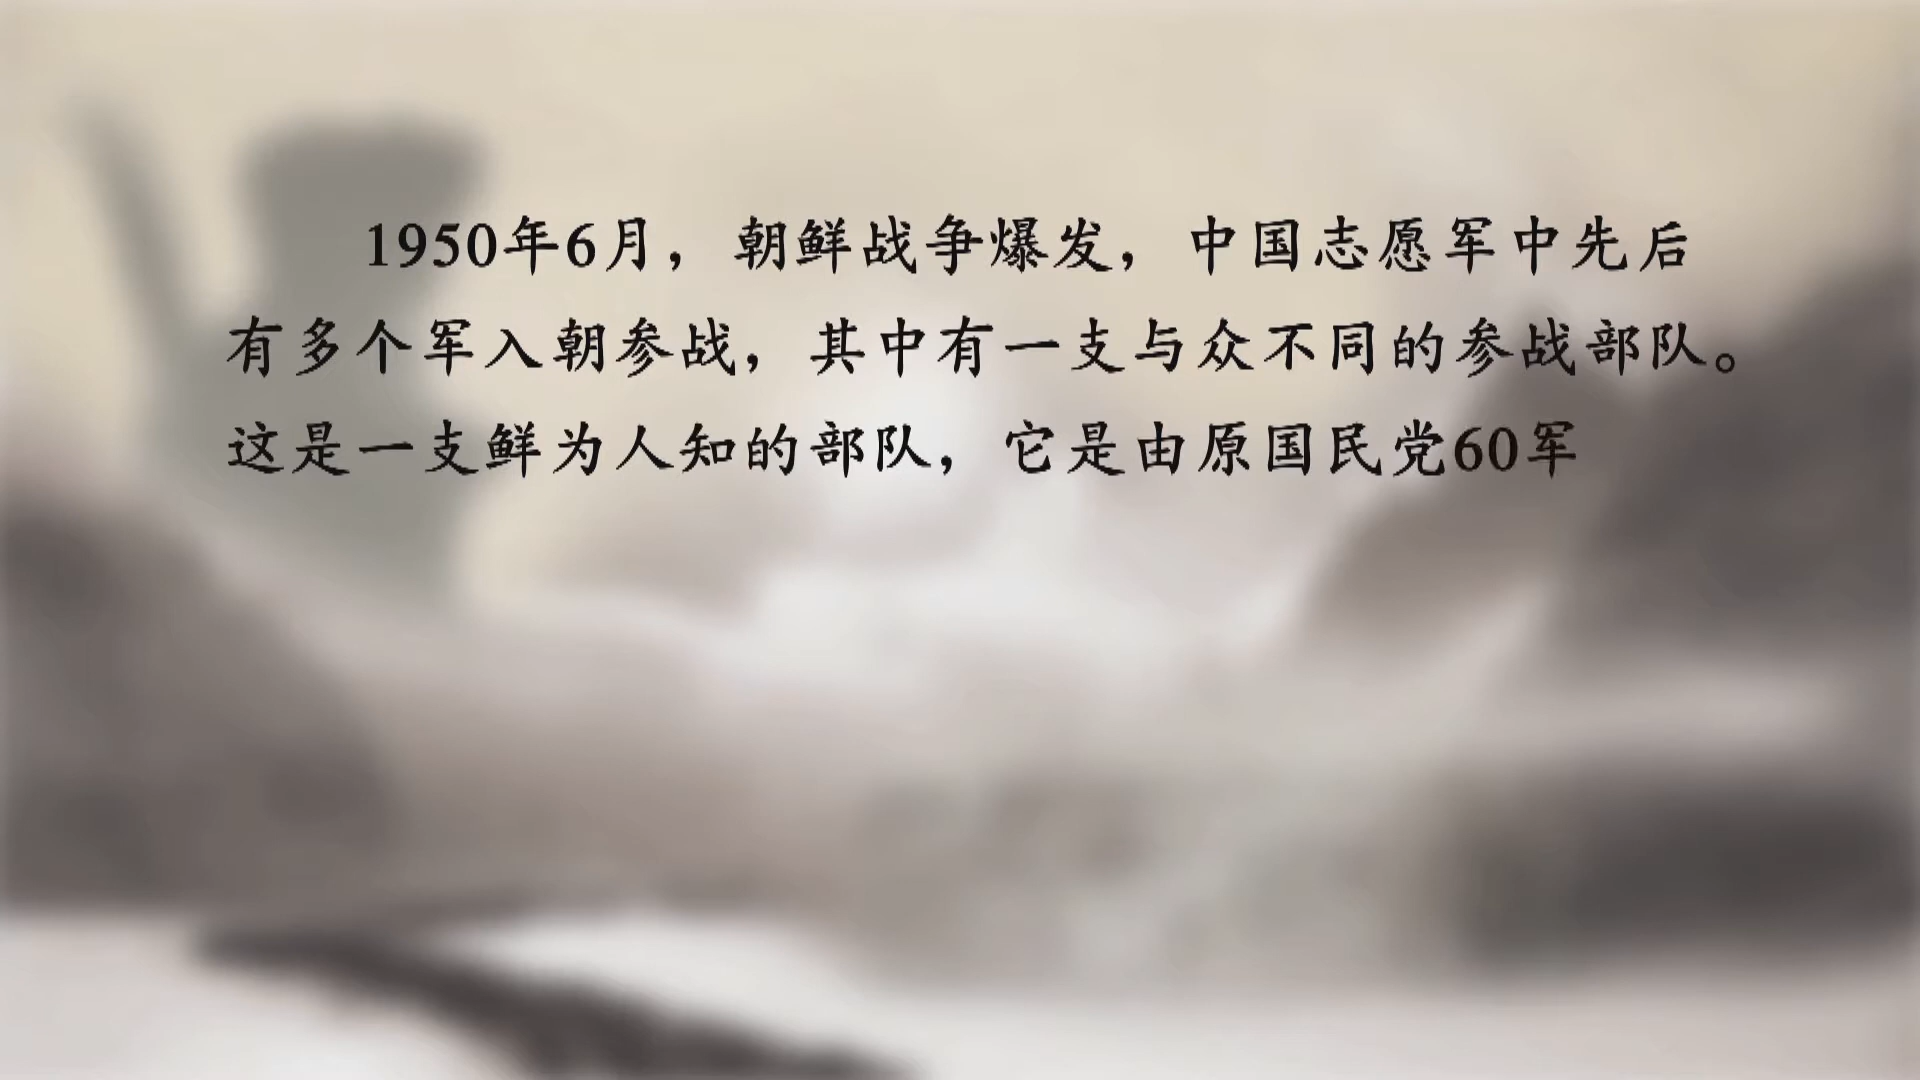 1950年6月，朝鲜战争爆发，中国志愿军中先后
有多个军入朝参战，其中有一支与众不同的参战部队。
这是一支鲜为人知的部队，它是由原国民党60军